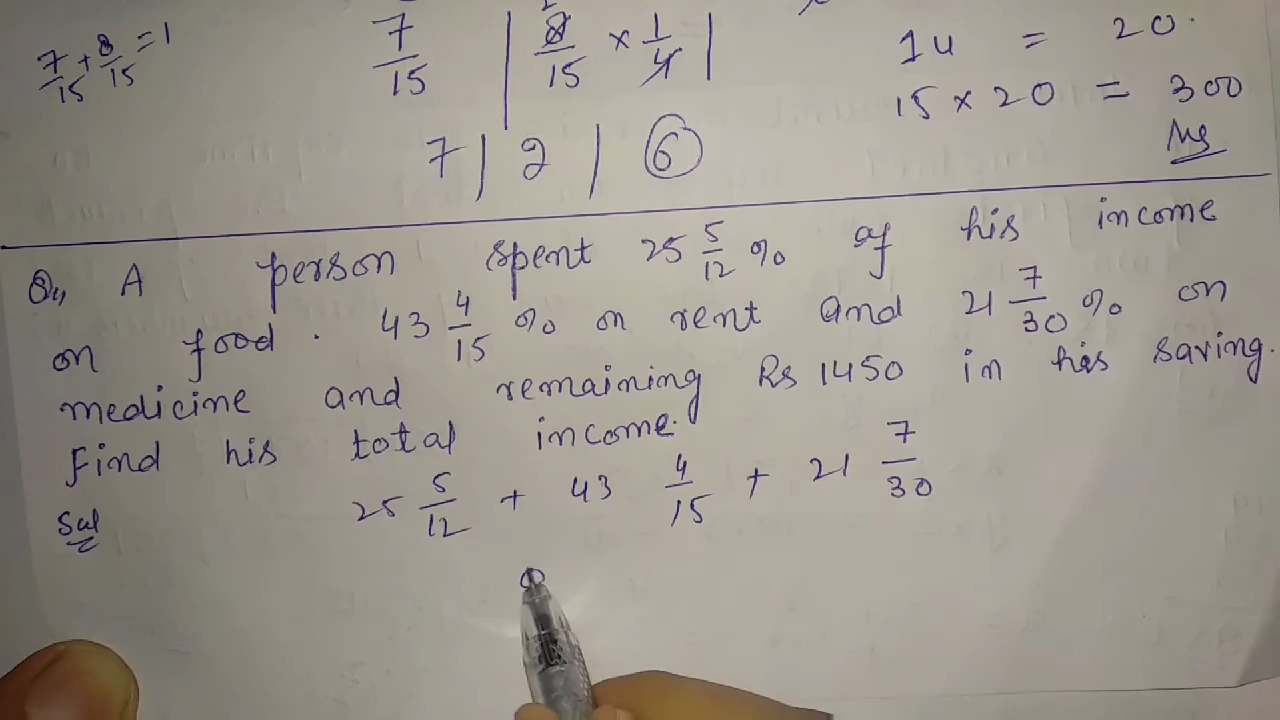 7/15 + 8/15 = 1
7/15 | 8/15 × 1/4 |
1u = 20.
15 × 20 = 300
7 | 2 | 6
Q4, A person spent 25 5/12 % of his income
on food. 43 4/15 % on rent and 21 7/30 % on
medicine and remaining Rs 1450 in his saving.
Find his total income.
Sol 25 5/12 + 43 4/15 + 21 7/30